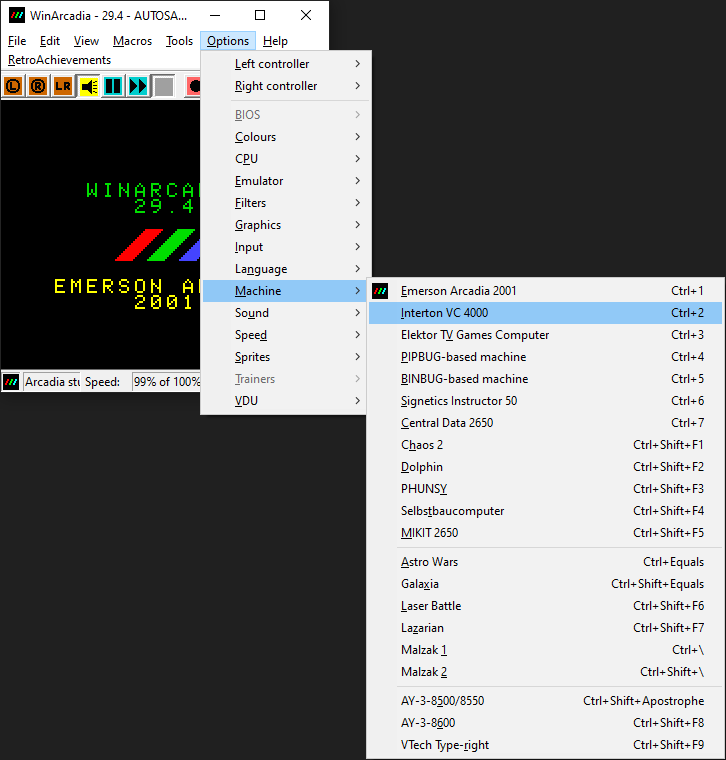 WinArcadia - 29.4 - AUTOSA...
File Edit View Macros Tools Options Help
RetroAchievements
L R LR
WINARCA
29.4
EMERSON A
2001
Arcadia stu Speed: 99% of 100%
Left controller
Right controller
BIOS
Colours
CPU
Emulator
Filters
Graphics
Input
Language
Machine
Sound
Speed
Sprites
Trainers
VDU
Emerson Arcadia 2001 Ctrl+1
Interton VC 4000 Ctrl+2
Elektor TV Games Computer Ctrl+3
PIPBUG-based machine Ctrl+4
BINBUG-based machine Ctrl+5
Signetics Instructor 50 Ctrl+6
Central Data 2650 Ctrl+7
Chaos 2 Ctrl+Shift+F1
Dolphin Ctrl+Shift+F2
PHUNSY Ctrl+Shift+F3
Selbstbaucomputer Ctrl+Shift+F4
MIKIT 2650 Ctrl+Shift+F5
Astro Wars Ctrl+Equals
Galaxia Ctrl+Shift+Equals
Laser Battle Ctrl+Shift+F6
Lazarian Ctrl+Shift+F7
Malzak 1 Ctrl+\
Malzak 2 Ctrl+Shift+\
AY-3-8500/8550 Ctrl+Shift+Apostrophe
AY-3-8600 Ctrl+Shift+F8
VTech Type-right Ctrl+Shift+F9